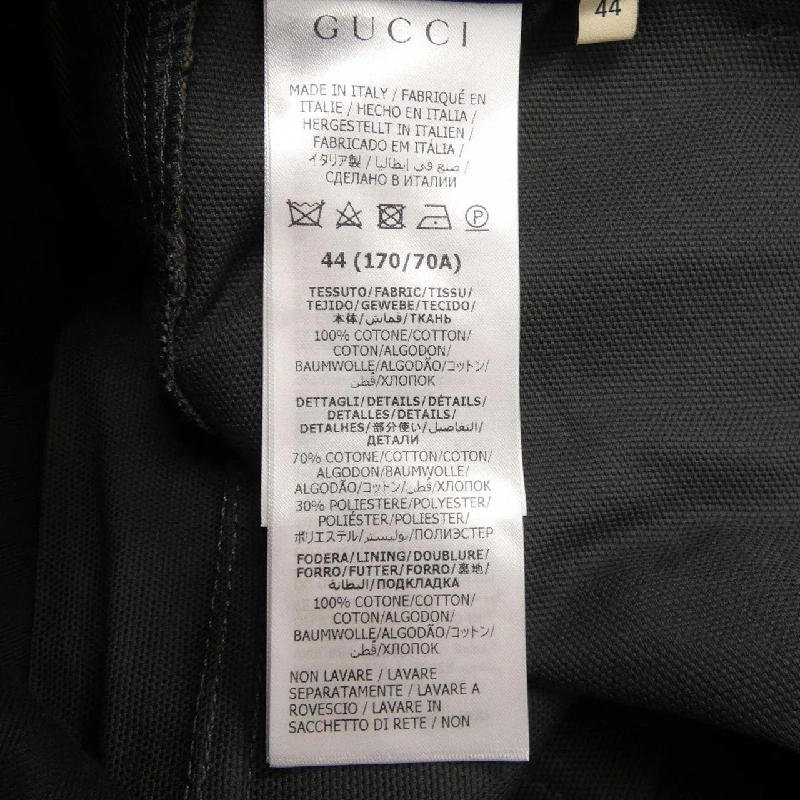 44
GUCCI
MADE IN ITALY / FABRIQUÉ EN
ITALIE / HECHO EN ITALIA /
HERGESTELLT IN ITALIEN /
FABRICADO EM ITÁLIA /
イタリア製 / صنع في إيطاليا /
СДЕЛАНО В ИТАЛИИ
P
44 (170/70A)
TESSUTO/FABRIC/TISSU/
TEJIDO/GEWEBE/TECIDO/
本体/قماش/ТКАНЬ
100% COTONE/COTTON/
COTON/ALGODON/
BAUMWOLLE/ALGODÃO/コットン/
قطن/ХЛОПОК
DETTAGLI/DETAILS/DÉTAILS/
DETALLES/DETAILS/
DETALHES/部分使い/التفاصيل/
ДЕТАЛИ
70% COTONE/COTTON/COTON/
ALGODON/BAUMWOLLE/
ALGODÃO/コットン/قطن/ХЛОПОК
30% POLIESTERE/POLYESTER/
POLIÉSTER/POLIESTER/
ポリエステル/بوليستر/ПОЛИЭСТЕР
FODERA/LINING/DOUBLURE/
FORRO/FUTTER/FORRO/裏地/
البطانة/ПОДКЛАДКА
100% COTONE/COTTON/
COTON/ALGODON/
BAUMWOLLE/ALGODÃO/コットン/
قطن/ХЛОПОК
NON LAVARE / LAVARE
SEPARATAMENTE / LAVARE A
ROVESCIO / LAVARE IN
SACCHETTO DI RETE / NON